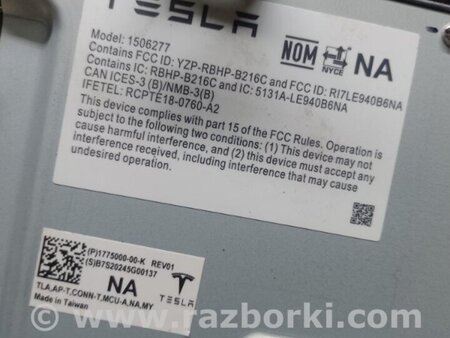 TESLA
Model: 1506277
Contains FCC ID: YZP-RBHP-B216C and FCC ID: RI7LE940B6NA
Contains IC: RBHP-B216C and IC: 5131A-LE940B6NA
CAN ICES-3 (B)/NMB-3(B)
IFETEL: RCPTE18-0760-A2
NOM NYCE NA
This device complies with part 15 of the FCC Rules. Operation is
subject to the following two conditions: (1) This device may not
cause harmful interference, and (2) this device must accept any
interference received, including interference that may cause
undesired operation.
(P)1775000-00-K REV01
(S)B7S20245G00137
NA
TESLA
TLA,AP-T,CONN-T,MCU-A,NA,MY
Made in Taiwan
www.razborki.com